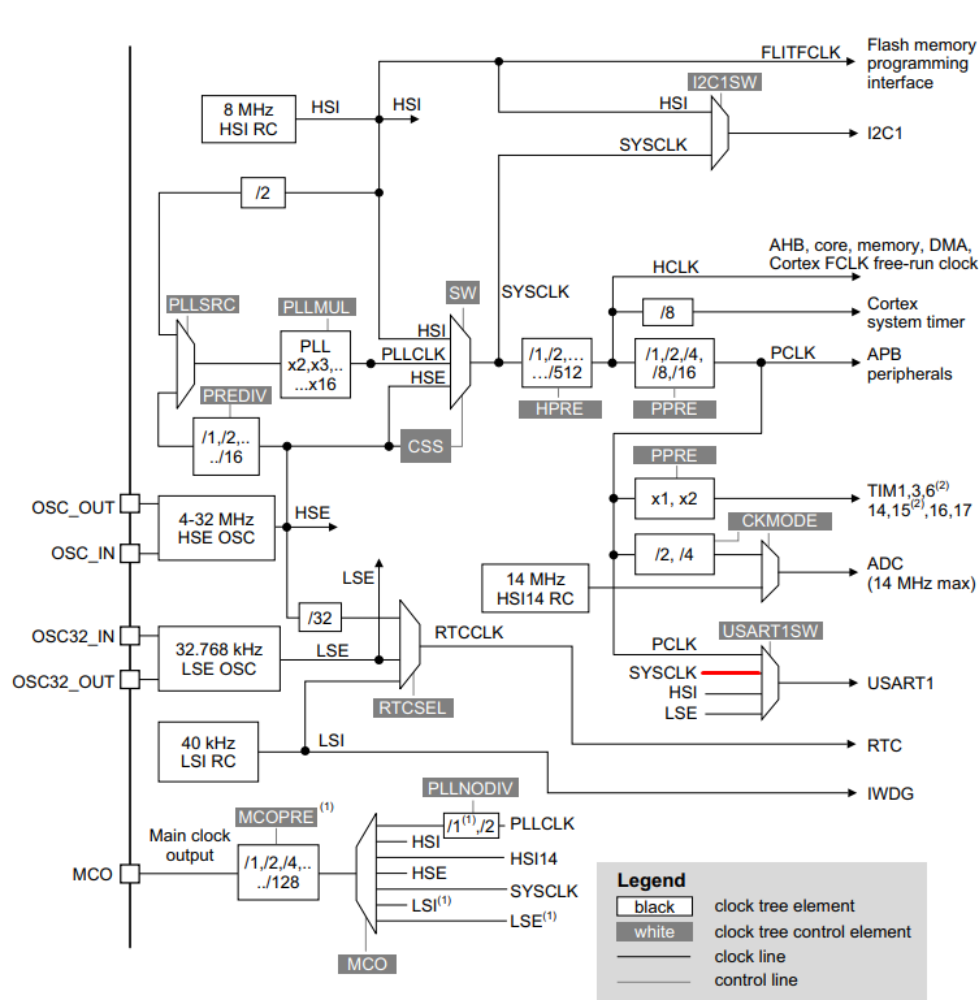 FLITFCLK
Flash memory
programming
interface
I2C1SW
8 MHz
HSI RC
HSI
HSI
HSI
SYSCLK
I2C1
/2
AHB, core, memory, DMA,
Cortex FCLK free-run clock
HCLK
/8
Cortex
system timer
PLLSRC
PLLMUL
SW
SYSCLK
PLL
x2,x3,..
...x16
HSI
PLLCLK
HSE
/1,/2,…
…/512
HPRE
/1,/2,/4,
/8,/16
PPRE
PCLK
APB
peripherals
PREDIV
/1,/2,..
../16
CSS
PPRE
x1, x2
TIM1,3,6(2)
14,15(2),16,17
OSC_OUT
OSC_IN
4-32 MHz
HSE OSC
HSE
CKMODE
/2, /4
14 MHz
HSI14 RC
ADC
(14 MHz max)
LSE
/32
OSC32_IN
OSC32_OUT
32.768 kHz
LSE OSC
LSE
RTCCLK
RTCSEL
USART1SW
PCLK
SYSCLK
HSI
LSE
USART1
40 kHz
LSI RC
LSI
RTC
IWDG
PLLNODIV
/1(1),/2
PLLCLK
HSI
HSI14
HSE
SYSCLK
LSI(1)
LSE(1)
MCOPRE (1)
Main clock
output
/1,/2,/4,..
../128
MCO
MCO
Legend
black clock tree element
white clock tree control element
clock line
control line